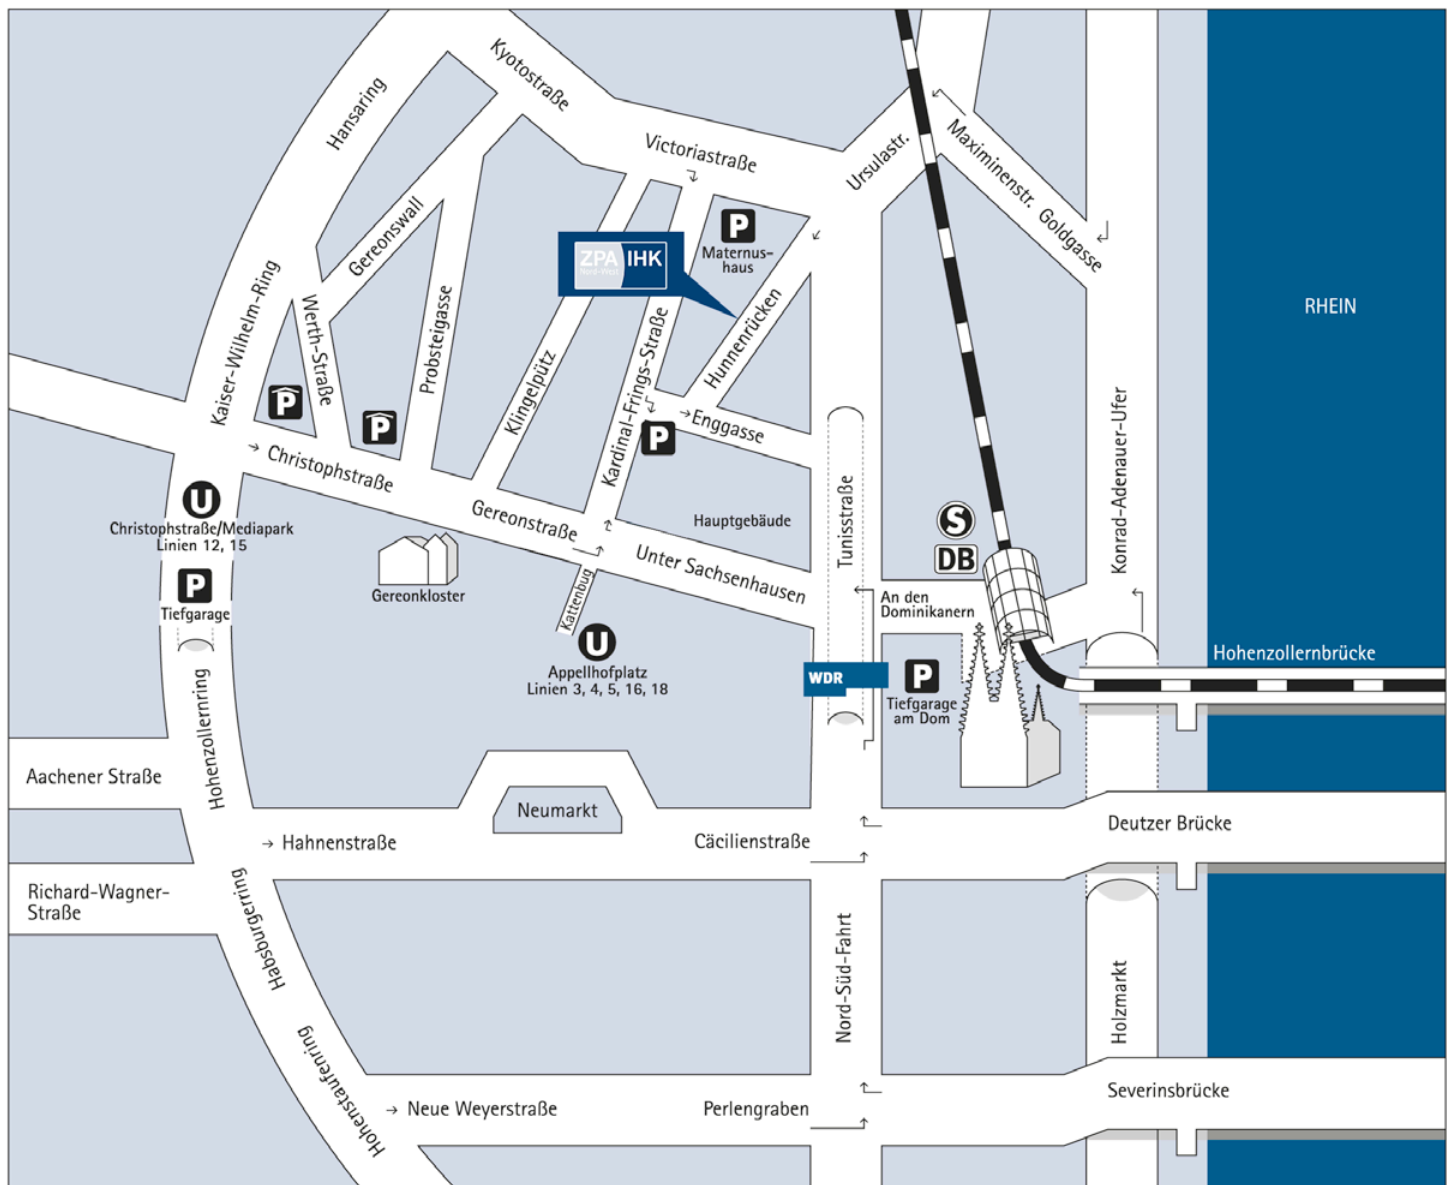 Kyotostraße
Hansaring
Victoriastraße
Ursulastr.
Maximinenstr.
Goldgasse
Gereonswall
P
Maternus-
haus
ZPA IHK
Nord-West
Kaiser-Wilhelm-Ring
Werth-Straße
Probsteigasse
Klingelpütz
Kardinal-Frings-Straße
Hunnenrücken
RHEIN
P
P
P
Enggasse
Christophstraße
Gereonstraße
Hauptgebäude
Tunisstraße
Konrad-Adenauer-Ufer
U
Christophstraße/Mediapark
Linien 12, 15
P
Tiefgarage
Gereonkloster
Unter Sachsenhausen
Kattenbug
S
DB
An den
Dominikanern
U
Appellhofplatz
Linien 3, 4, 5, 16, 18
WDR
P
Tiefgarage
am Dom
Hohenzollernbrücke
Hohenzollernring
Aachener Straße
Neumarkt
Hahnenstraße
Cäcilienstraße
Deutzer Brücke
Richard-Wagner-
Straße
Habsburgerring
Nord-Süd-Fahrt
Holzmarkt
Hohenstaufenring
Neue Weyerstraße
Perlengraben
Severinsbrücke